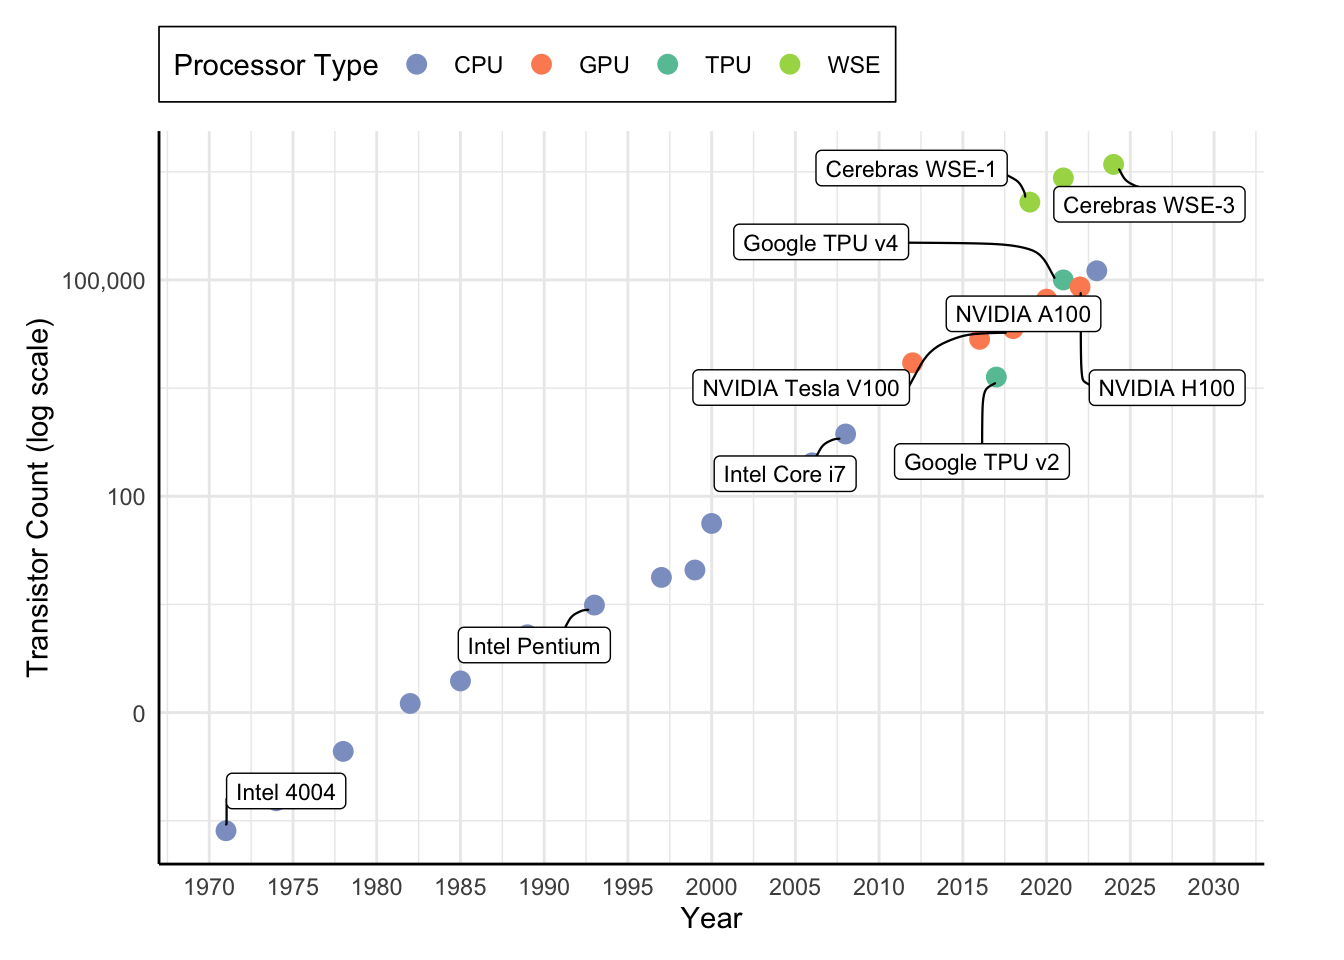 Processor Type CPU GPU TPU WSE
Cerebras WSE-1
Cerebras WSE-3
Google TPU v4
100,000
NVIDIA A100
NVIDIA Tesla V100
NVIDIA H100
Google TPU v2
Intel Core i7
100
Intel Pentium
0
Intel 4004
Transistor Count (log scale)
1970 1975 1980 1985 1990 1995 2000 2005 2010 2015 2020 2025 2030
Year